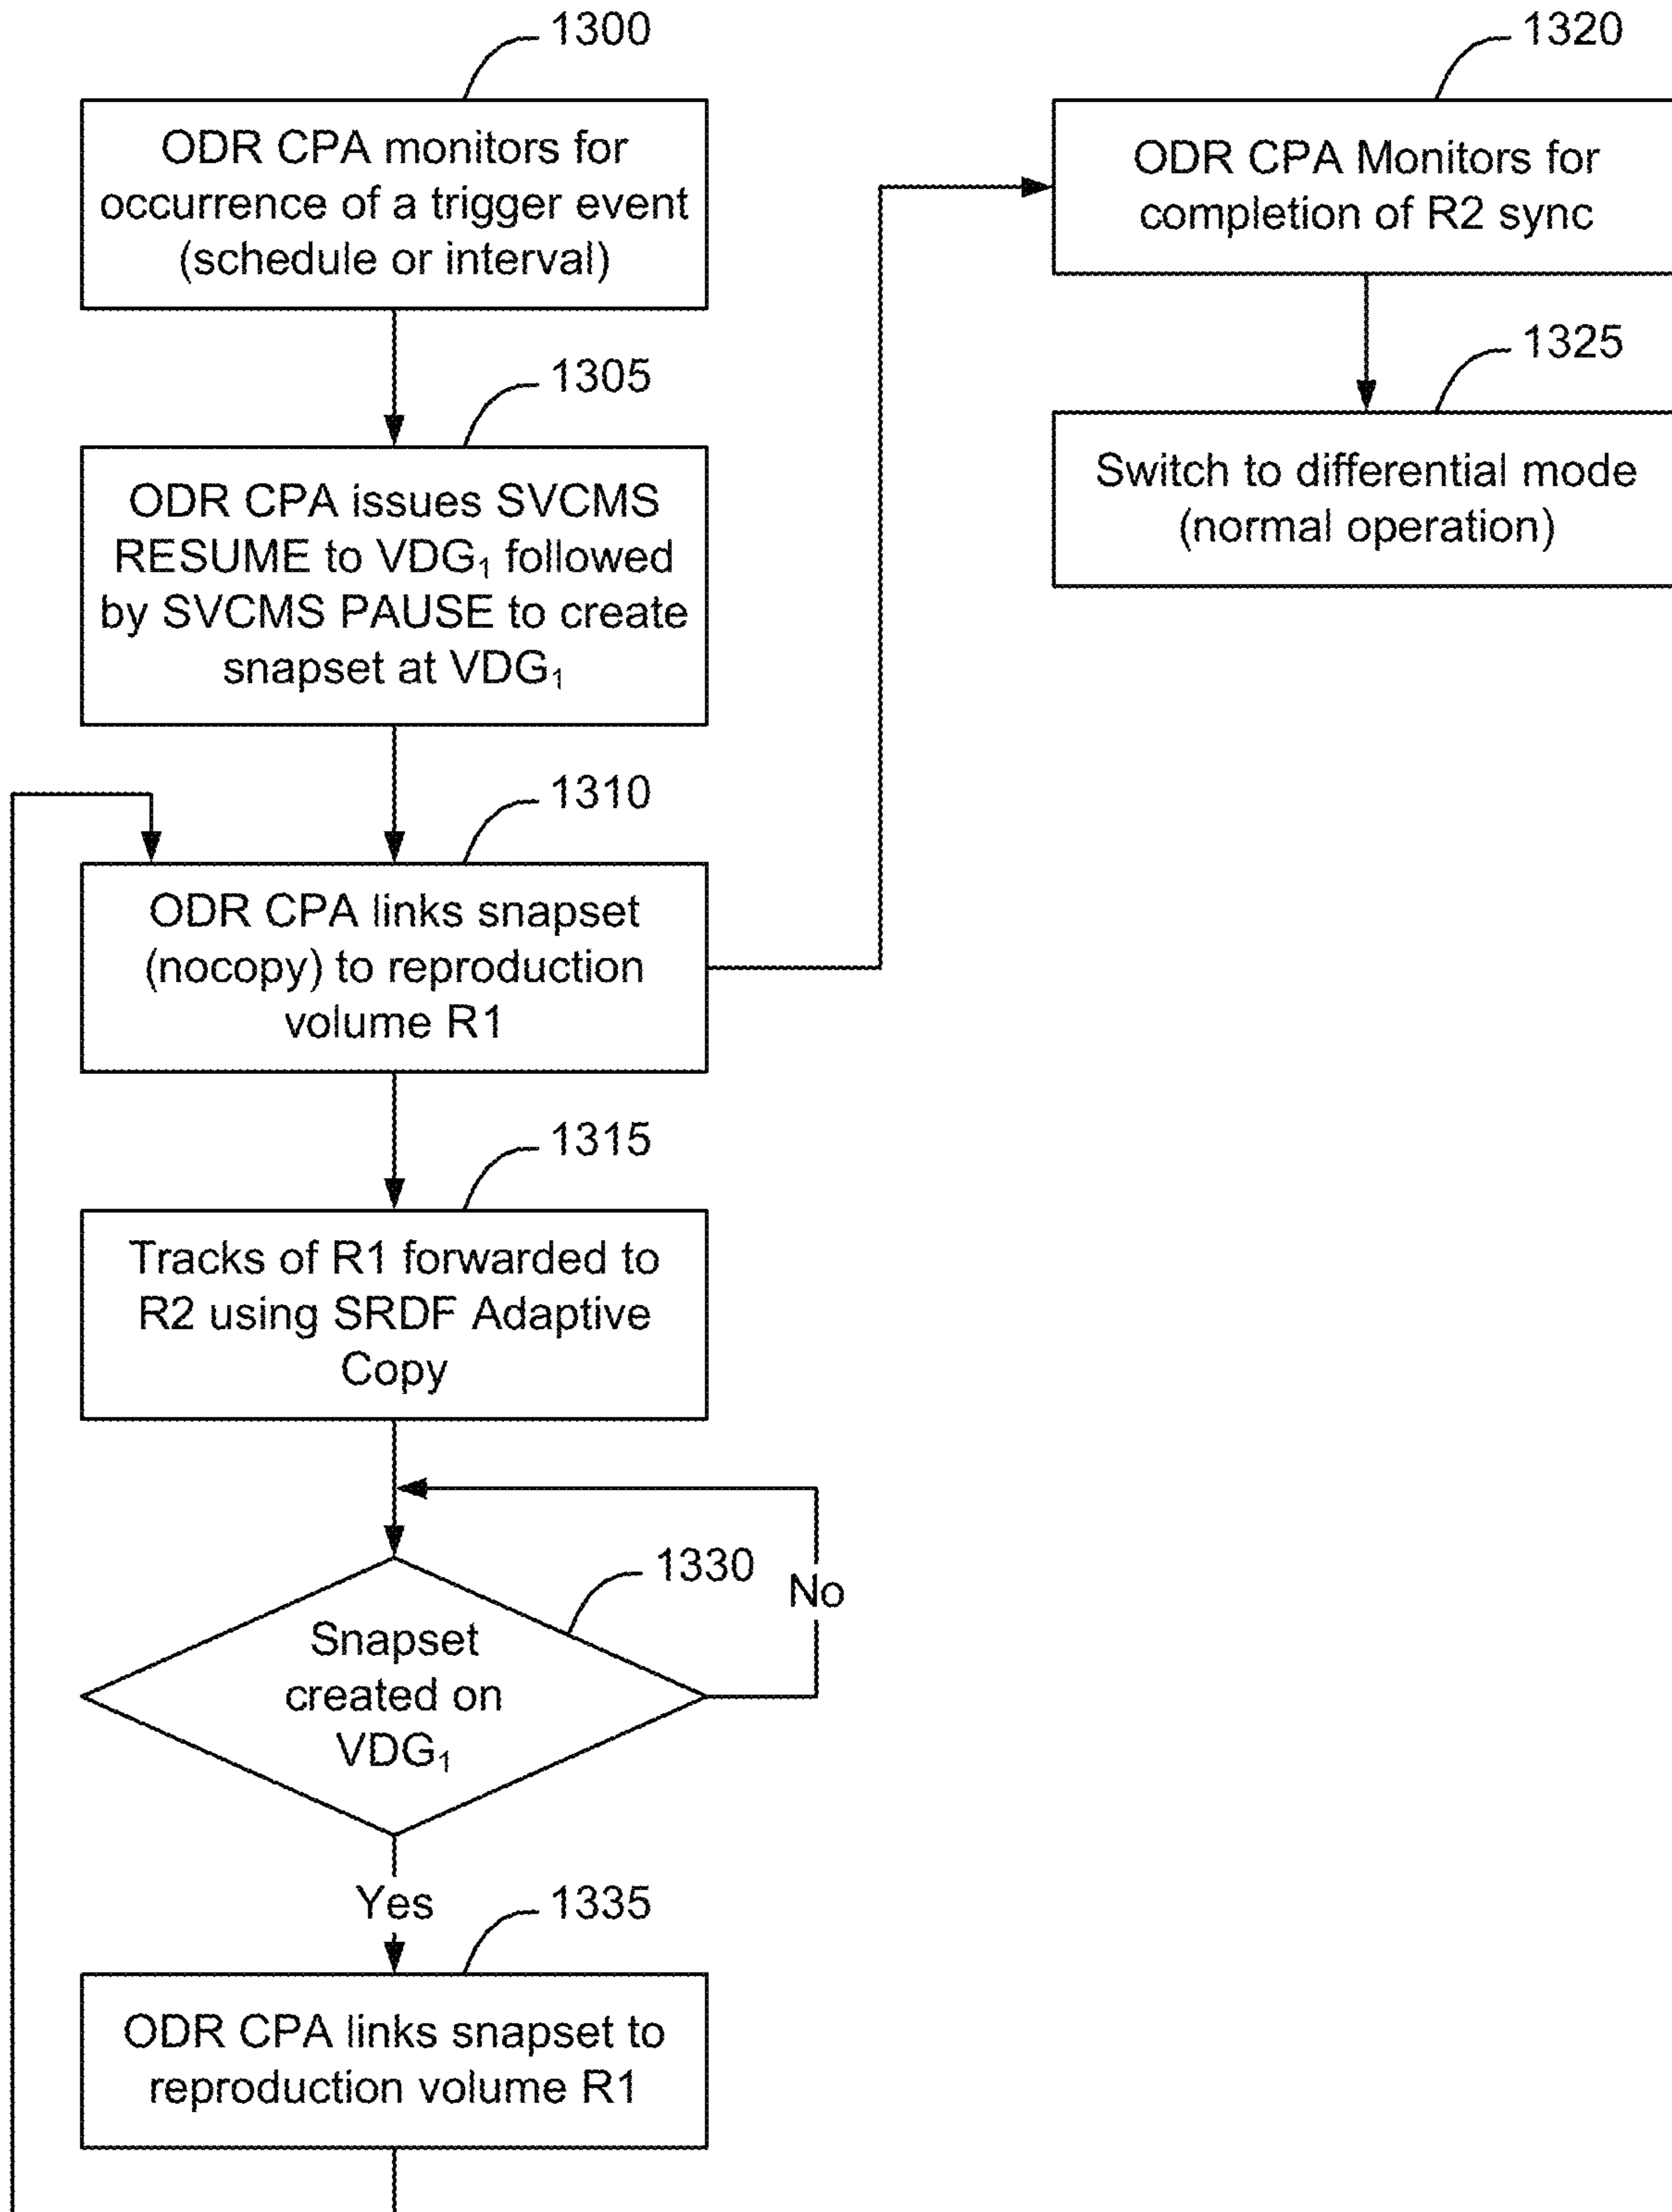 1300
ODR CPA monitors for
occurrence of a trigger event
(schedule or interval)
1305
ODR CPA issues SVCMS
RESUME to VDG₁ followed
by SVCMS PAUSE to create
snapset at VDG₁
1310
ODR CPA links snapset
(nocopy) to reproduction
volume R1
1315
Tracks of R1 forwarded to
R2 using SRDF Adaptive
Copy
1330
No
Snapset
created on
VDG₁
Yes
1335
ODR CPA links snapset to
reproduction volume R1
1320
ODR CPA Monitors for
completion of R2 sync
1325
Switch to differential mode
(normal operation)